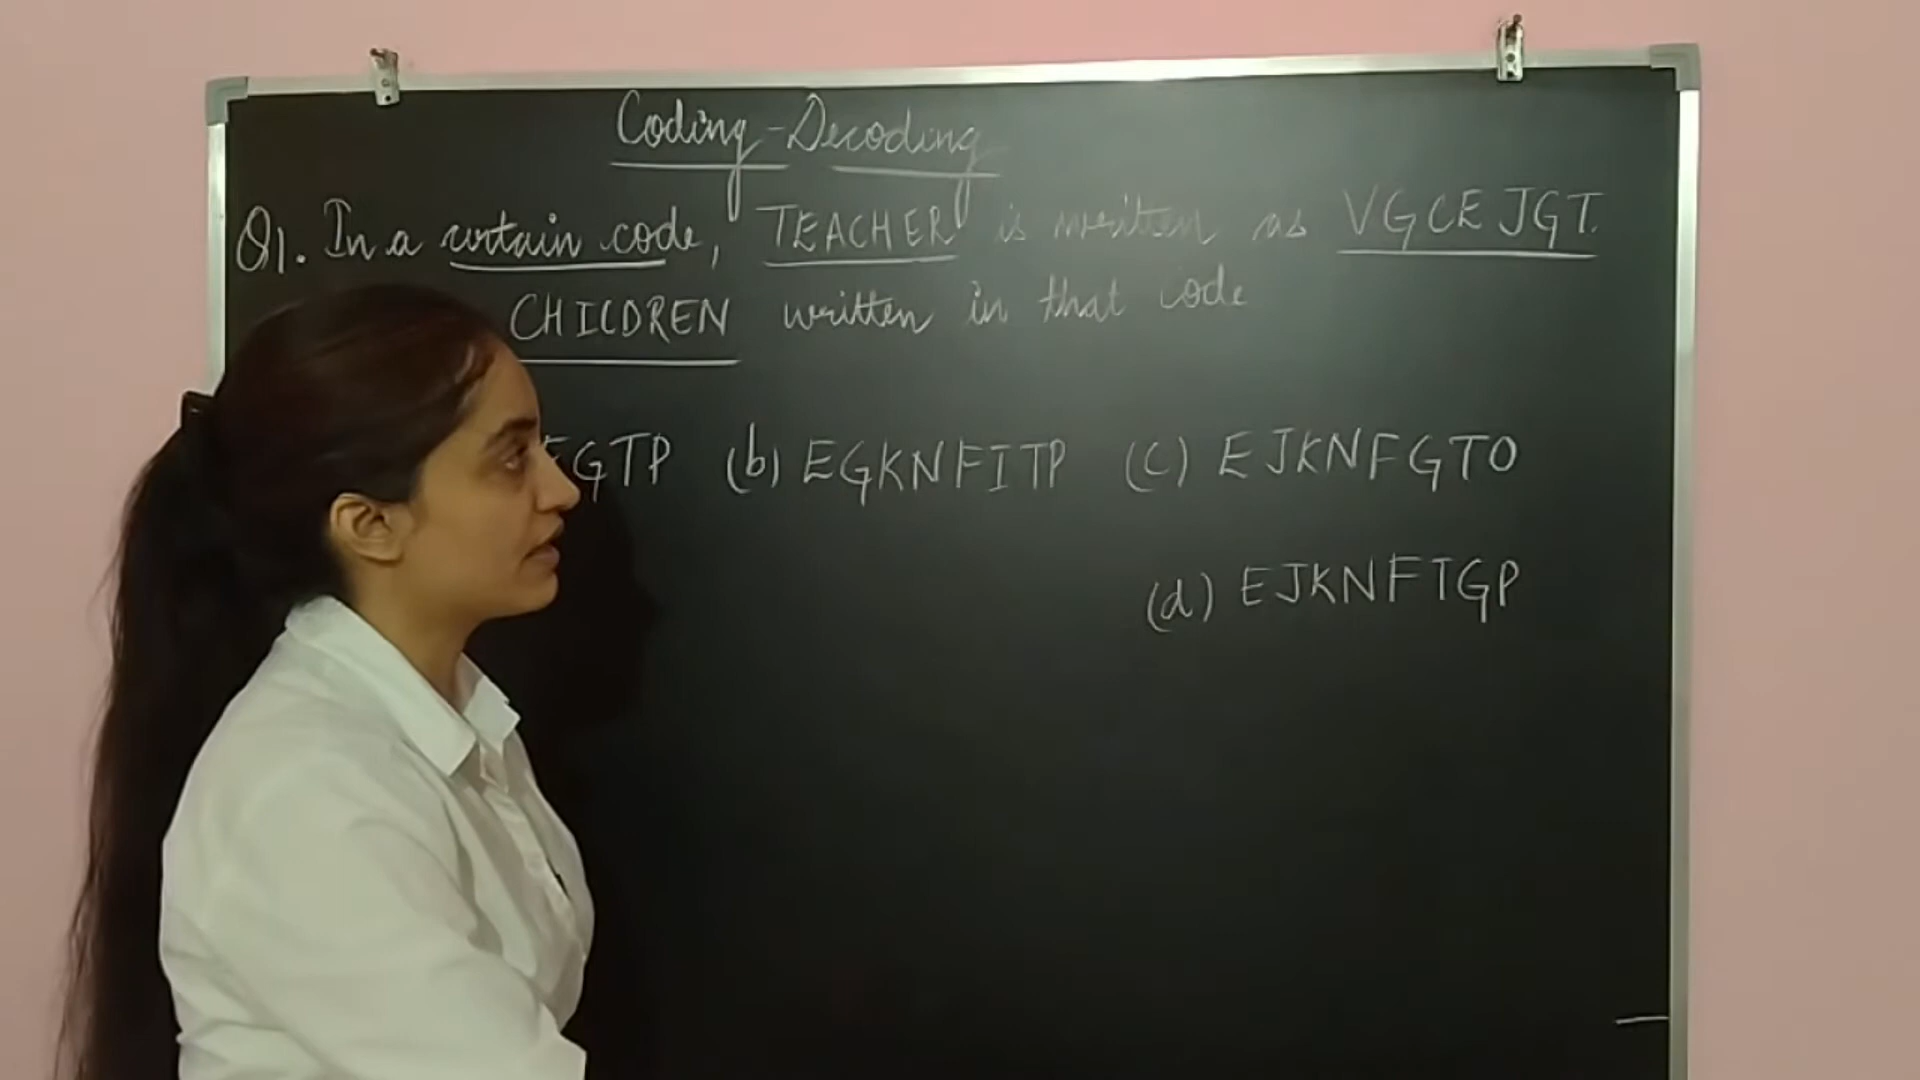 Coding-Decoding
Q1. In a certain code, TEACHER is written as VGCEJGT.
CHILDREN written in that code
FGTP (b) EGKNFITP (c) EJKNFGTO
(d) EJKNFTGP